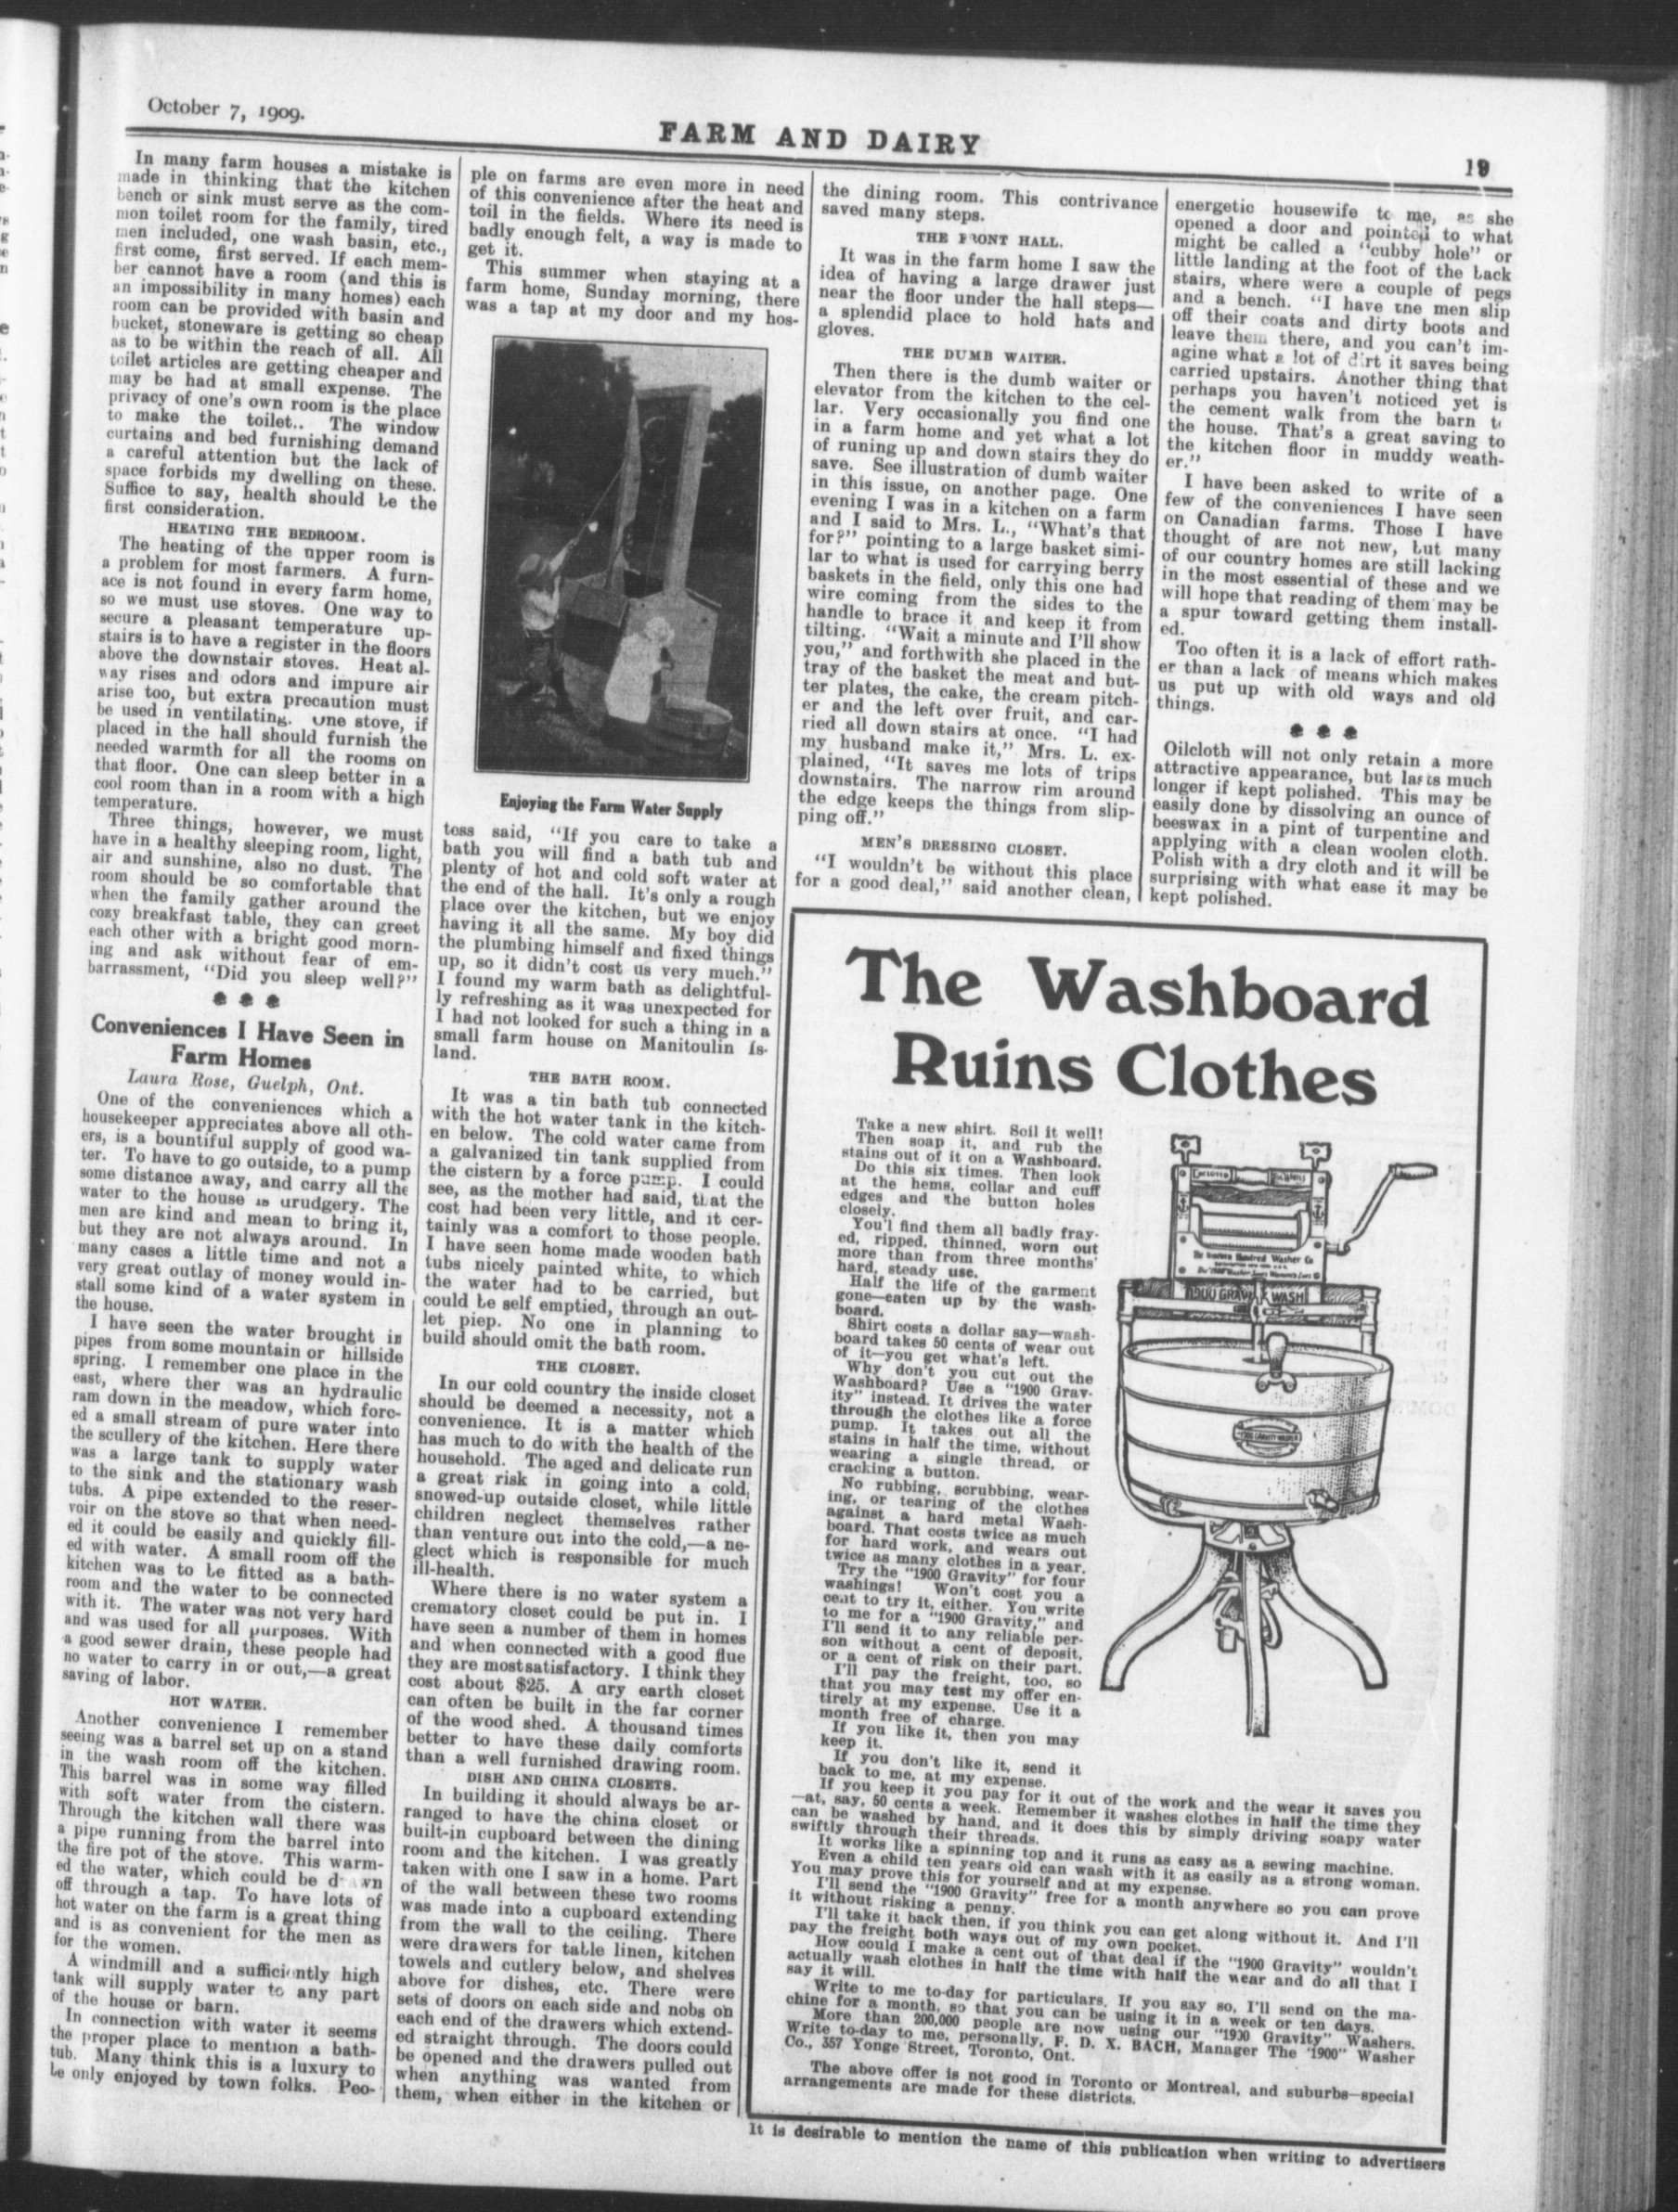 October 7, 1909.
FARM AND DAIRY
19
In many farm houses a mistake is
made in thinking that the kitchen
bench or sink must serve as the com-
mon toilet room for the family, tired
men included, one wash basin, etc.,
first come, first served. If each mem-
ber cannot have a room (and this is
an impossibility in many homes) each
room can be provided with basin and
bucket, stoneware is getting so cheap
as to be within the reach of all. All
toilet articles are getting cheaper and
may be had at small expense. The
privacy of one's own room is the place
to make the toilet.. The window
curtains and bed furnishing demand
a careful attention but the lack of
space forbids my dwelling on these.
Suffice to say, health should be the
first consideration.
HEATING THE BEDROOM.
The heating of the upper room is
a problem for most farmers. A furn-
ace is not found in every farm home,
so we must use stoves. One way to
secure a pleasant temperature up-
stairs is to have a register in the floors
above the downstair stoves. Heat al-
way rises and odors and impure air
arise too, but extra precaution must
be used in ventilating. One stove, if
placed in the hall should furnish the
needed warmth for all the rooms on
that floor. One can sleep better in a
cool room than in a room with a high
temperature.
Three things, however, we must
have in a healthy sleeping room, light,
air and sunshine, also no dust. The
room should be so comfortable that
when the family gather around the
cozy breakfast table, they can greet
each other with a bright good morn-
ing and ask without fear of em-
barrassment, "Did you sleep well?"
Conveniences I Have Seen in
Farm Homes
Laura Rose, Guelph, Ont.
One of the conveniences which a
housekeeper appreciates above all oth-
ers, is a bountiful supply of good wa-
ter. To have to go outside, to a pump
some distance away, and carry all the
water to the house is drudgery. The
men are kind and mean to bring it,
but they are not always around. In
many cases a little time and not a
very great outlay of money would in-
stall some kind of a water system in
the house.
I have seen the water brought in
pipes from some mountain or hillside
spring. I remember one place in the
east, where ther was an hydraulic
ram down in the meadow, which forc-
ed a small stream of pure water into
the scullery of the kitchen. Here there
was a large tank to supply water
to the sink and the stationary wash
tubs. A pipe extended to the reser-
voir on the stove so that when need-
ed it could be easily and quickly fill-
ed with water. A small room off the
kitchen was to be fitted as a bath-
room and the water to be connected
with it. The water was not very hard
and was used for all purposes. With
a good sewer drain, these people had
no water to carry in or out,—a great
saving of labor.
HOT WATER.
Another convenience I remember
seeing was a barrel set up on a stand
in the wash room off the kitchen.
This barrel was in some way filled
with soft water from the cistern.
Through the kitchen wall there was
a pipe running from the barrel into
the fire pot of the stove. This warm-
ed the water, which could be drawn
off through a tap. To have lots of
hot water on the farm is a great thing
and is as convenient for the men as
for the women.
A windmill and a sufficiently high
tank will supply water to any part
of the house or barn.
In connection with water it seems
the proper place to mention a bath-
tub. Many think this is a luxury to
be only enjoyed by town folks. Peo-
ple on farms are even more in need
of this convenience after the heat and
toil in the fields. Where its need is
badly enough felt, a way is made to
get it.
This summer when staying at a
farm home, Sunday morning, there
was a tap at my door and my hos-
Enjoying the Farm Water Supply
tess said, "If you care to take a
bath you will find a bath tub and
plenty of hot and cold soft water at
the end of the hall. It's only a rough
place over the kitchen, but we enjoy
having it all the same. My boy did
the plumbing himself and fixed things
up, so it didn't cost us very much."
I found my warm bath as delightful-
ly refreshing as it was unexpected for
I had not looked for such a thing in a
small farm house on Manitoulin Is-
land.
THE BATH ROOM.
It was a tin bath tub connected
with the hot water tank in the kitch-
en below. The cold water came from
a galvanized tin tank supplied from
the cistern by a force pump. I could
see, as the mother had said, that the
cost had been very little, and it cer-
tainly was a comfort to those people.
I have seen home made wooden bath
tubs nicely painted white, to which
the water had to be carried, but
could be self emptied, through an out-
let piep. No one in planning to
build should omit the bath room.
THE CLOSET.
In our cold country the inside closet
should be deemed a necessity, not a
convenience. It is a matter which
has much to do with the health of the
household. The aged and delicate run
a great risk in going into a cold,
snowed-up outside closet, while little
children neglect themselves rather
than venture out into the cold,—a ne-
glect which is responsible for much
ill-health.
Where there is no water system a
crematory closet could be put in. I
have seen a number of them in homes
and when connected with a good flue
they are most satisfactory. I think they
cost about $25. A dry earth closet
can often be built in the far corner
of the wood shed. A thousand times
better to have these daily comforts
than a well furnished drawing room.
DISH AND CHINA CLOSETS.
In building it should always be ar-
ranged to have the china closet or
built-in cupboard between the dining
room and the kitchen. I was greatly
taken with one I saw in a home. Part
of the wall between these two rooms
was made into a cupboard extending
from the wall to the ceiling. There
were drawers for table linen, kitchen
towels and cutlery below, and shelves
above for dishes, etc. There were
sets of doors on each side and nobs on
each end of the drawers which extend-
ed straight through. The doors could
be opened and the drawers pulled out
when anything was wanted from
them, when either in the kitchen or
the dining room. This contrivance
saved many steps.
THE FRONT HALL.
It was in the farm home I saw the
idea of having a large drawer just
near the floor under the hall steps—
a splendid place to hold hats and
gloves.
THE DUMB WAITER.
Then there is the dumb waiter or
elevator from the kitchen to the cel-
lar. Very occasionally you find one
in a farm home and yet what a lot
of runing up and down stairs they do
save. See illustration of dumb waiter
in this issue, on another page. One
evening I was in a kitchen on a farm
and I said to Mrs. L., "What's that
for?" pointing to a large basket simi-
lar to what is used for carrying berry
baskets in the field, only this one had
wire coming from the sides to the
handle to brace it and keep it from
tilting. "Wait a minute and I'll show
you," and forthwith she placed in the
tray of the basket the meat and but-
ter plates, the cake, the cream pitch-
er and the left over fruit, and car-
ried all down stairs at once. "I had
my husband make it," Mrs. L. ex-
plained, "It saves me lots of trips
downstairs. The narrow rim around
the edge keeps the things from slip-
ping off."
MEN'S DRESSING CLOSET.
"I wouldn't be without this place
for a good deal," said another clean,
energetic housewife to me, as she
opened a door and pointed to what
might be called a "cubby hole" or
little landing at the foot of the back
stairs, where were a couple of pegs
and a bench. "I have the men slip
off their coats and dirty boots and
leave them there, and you can't im-
agine what a lot of dirt it saves being
carried upstairs. Another thing that
perhaps you haven't noticed yet is
the cement walk from the barn to
the house. That's a great saving to
the kitchen floor in muddy weath-
er."
I have been asked to write of a
few of the conveniences I have seen
on Canadian farms. Those I have
thought of are not new, but many
of our country homes are still lacking
in the most essential of these and we
will hope that reading of them may be
a spur toward getting them install-
ed.
Too often it is a lack of effort rath-
er than a lack of means which makes
us put up with old ways and old
things.
Oilcloth will not only retain a more
attractive appearance, but lasts much
longer if kept polished. This may be
easily done by dissolving an ounce of
beeswax in a pint of turpentine and
applying with a clean woolen cloth.
Polish with a dry cloth and it will be
surprising with what ease it may be
kept polished.
The Washboard
Ruins Clothes
Take a new shirt. Soil it well!
Then soap it, and rub the
stains out of it on a Washboard.
Do this six times. Then look
at the hems, collar and cuff
edges and the button holes
closely.
You'l find them all badly fray-
ed, ripped, thinned, worn out
more than from three months'
hard, steady use.
Half the life of the garment
gone—eaten up by the wash-
board.
Shirt costs a dollar say—wash-
board takes 50 cents of wear out
of it—you get what's left.
Why don't you cut out the
Washboard? Use a "1900 Grav-
ity" instead. It drives the water
through the clothes like a force
pump. It takes out all the
stains in half the time, without
wearing a single thread, or
cracking a button.
No rubbing, scrubbing, wear-
ing, or tearing of the clothes
against a hard metal Wash-
board. That costs twice as much
for hard work, and wears out
twice as many clothes in a year.
Try the "1900 Gravity" for four
washings! Won't cost you a
cent to try it, either. You write
to me for a "1900 Gravity," and
I'll send it to any reliable per-
son without a cent of deposit,
or a cent of risk on their part.
I'll pay the freight, too, so
that you may test my offer en-
tirely at my expense. Use it a
month free of charge.
If you like it, then you may
keep it.
If you don't like it, send it
back to me, at my expense.
If you keep it you pay for it out of the work and the wear it saves you
—at, say, 50 cents a week. Remember it washes clothes in half the time they
can be washed by hand, and it does this by simply driving soapy water
swiftly through their threads.
It works like a spinning top and it runs as easy as a sewing machine.
Even a child ten years old can wash with it as easily as a strong woman.
You may prove this for yourself and at my expense.
I'll send the "1900 Gravity" free for a month anywhere so you can prove
it without risking a penny.
I'll take it back then, if you think you can get along without it. And I'll
pay the freight both ways out of my own pocket.
How could I make a cent out of that deal if the "1900 Gravity" wouldn't
actually wash clothes in half the time with half the wear and do all that I
say it will.
Write to me to-day for particulars. If you say so, I'll send on the ma-
chine for a month, so that you can be using it in a week or ten days.
More than 200,000 people are now using our "1900 Gravity" Washers.
Write to-day to me, personally, F. D. X. BACH, Manager The "1900" Washer
Co., 357 Yonge Street, Toronto, Ont.
The above offer is not good in Toronto or Montreal, and suburbs—special
arrangements are made for these districts.
1900 GRAVITY WASH
It is desirable to mention the name of this publication when writing to advertisers